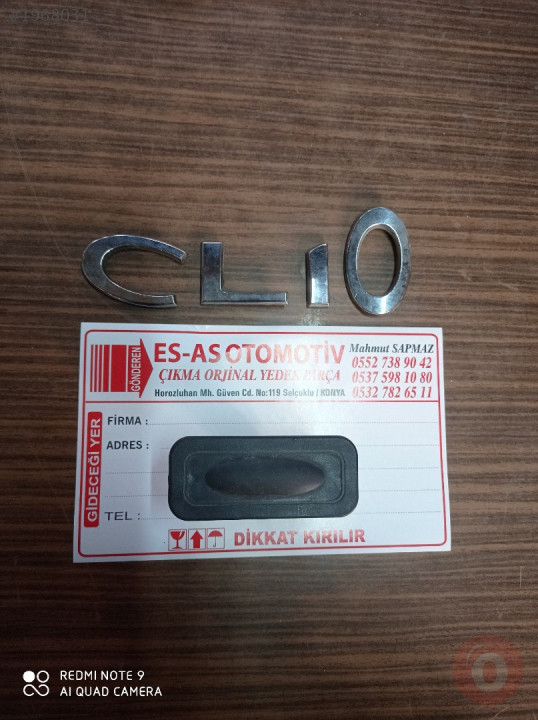 CLIO
GÖNDEREN
ES-AS OTOMOTİV
ÇIKMA ORJİNAL YEDEK PARÇA
Horozluhan Mh. Güven Cd. No:119 Selçuklu / KONYA
Mahmut SAPMAZ
0552 738 90 42
0537 598 10 80
0532 782 65 11
GİDECEĞİ YER
FİRMA :
ADRES :
TEL :
DİKKAT KIRILIR
REDMI NOTE 9
AI QUAD CAMERA